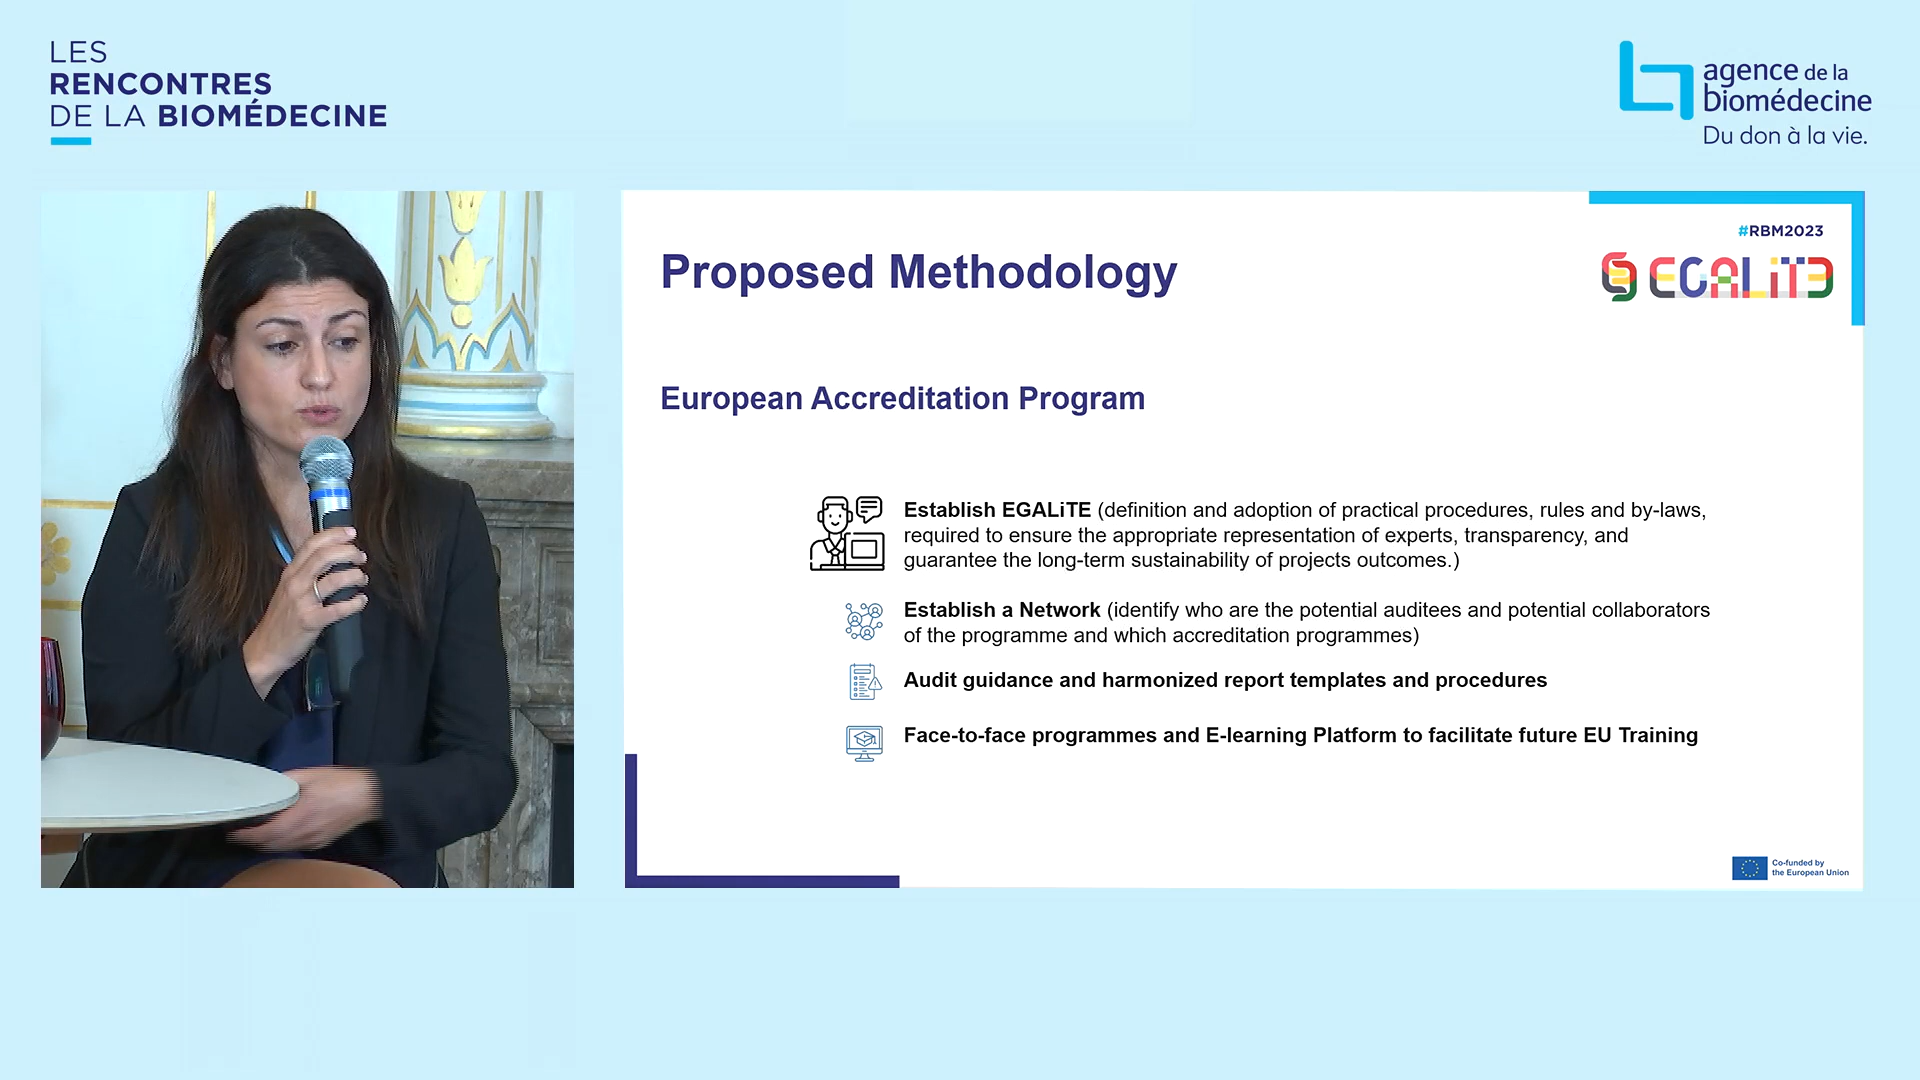 LES
RENCONTRES
DE LA BIOMÉDECINE
agence de la
biomédecine
Du don à la vie.
#RBM2023
EGALiTE
Proposed Methodology
European Accreditation Program
Establish EGALiTE (definition and adoption of practical procedures, rules and by-laws,
required to ensure the appropriate representation of experts, transparency, and
guarantee the long-term sustainability of projects outcomes.)
Establish a Network (identify who are the potential auditees and potential collaborators
of the programme and which accreditation programmes)
Audit guidance and harmonized report templates and procedures
Face-to-face programmes and E-learning Platform to facilitate future EU Training
Co-funded by
the European Union